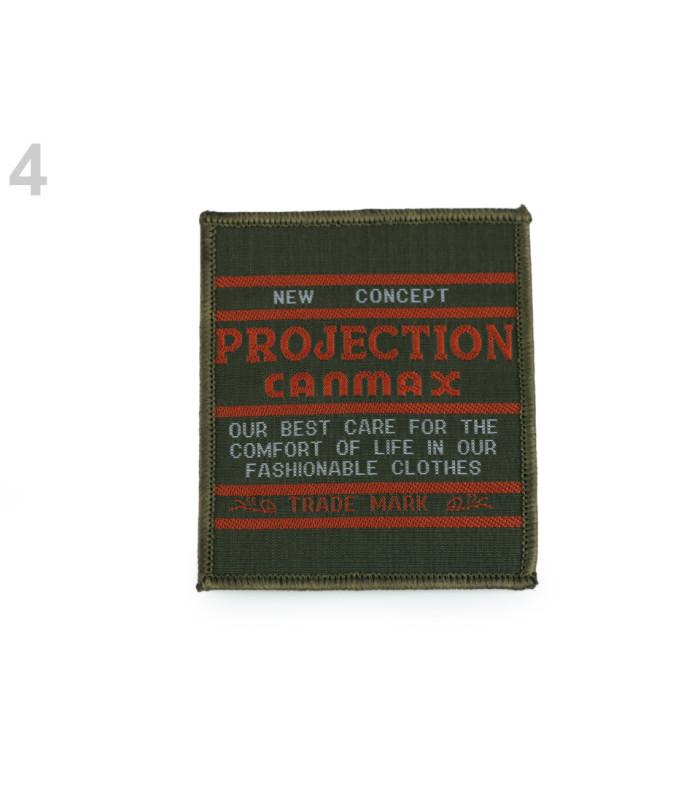 4
NEW CONCEPT
PROJECTION
canmax
OUR BEST CARE FOR THE
COMFORT OF LIFE IN OUR
FASHIONABLE CLOTHES
TRADE MARK